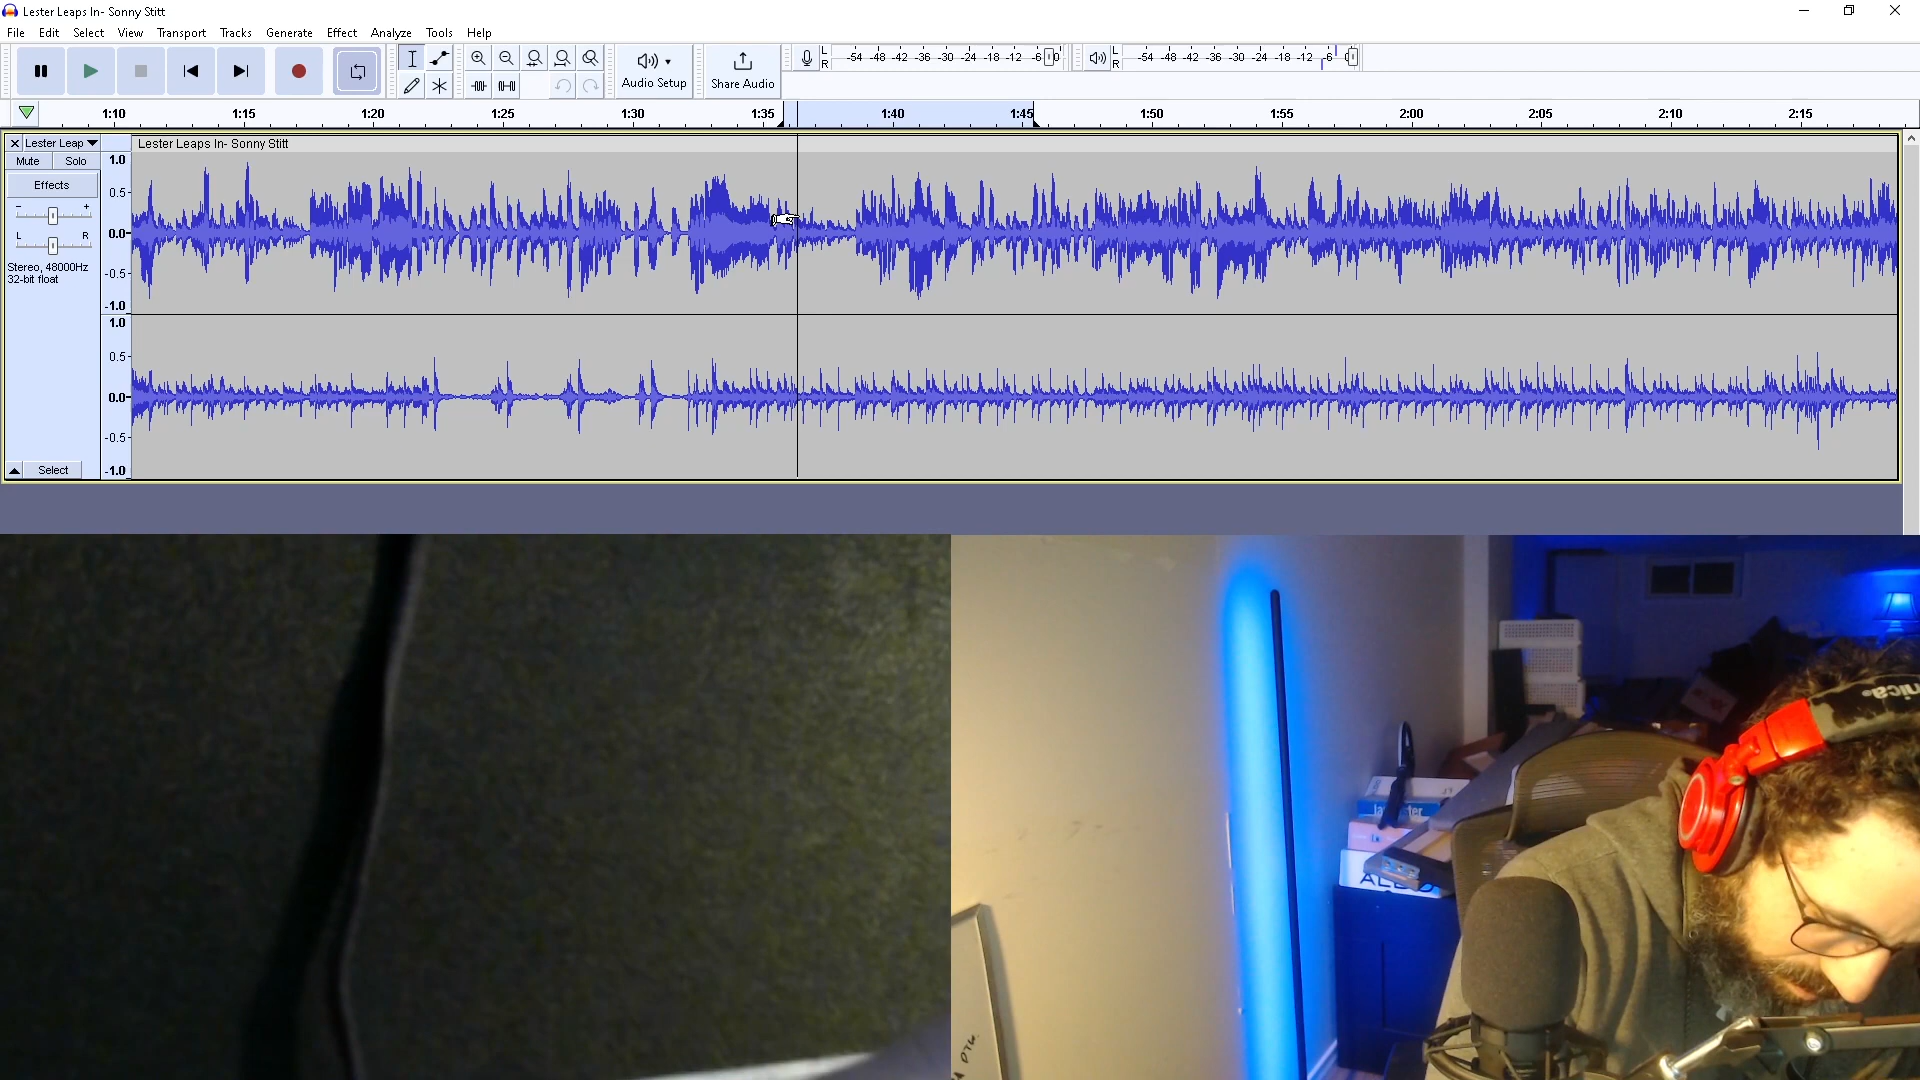 Lester Leaps In- Sonny Stitt
File Edit Select View Transport Tracks Generate Effect Analyze Tools Help
Audio Setup
Share Audio
L
R
-54 -48 -42 -36 -30 -24 -18 -12 -6 0
L
R
-54 -48 -42 -36 -30 -24 -18 -12 -6 0
1:10 1:15 1:20 1:25 1:30 1:35 1:40 1:45 1:50 1:55 2:00 2:05 2:10 2:15
Lester Leap
Lester Leaps In- Sonny Stitt
Mute Solo
Effects
- +
L R
Stereo, 48000Hz
32-bit float
Select
1.0
0.5
0.0
-0.5
-1.0
1.0
0.5
0.0
-0.5
-1.0